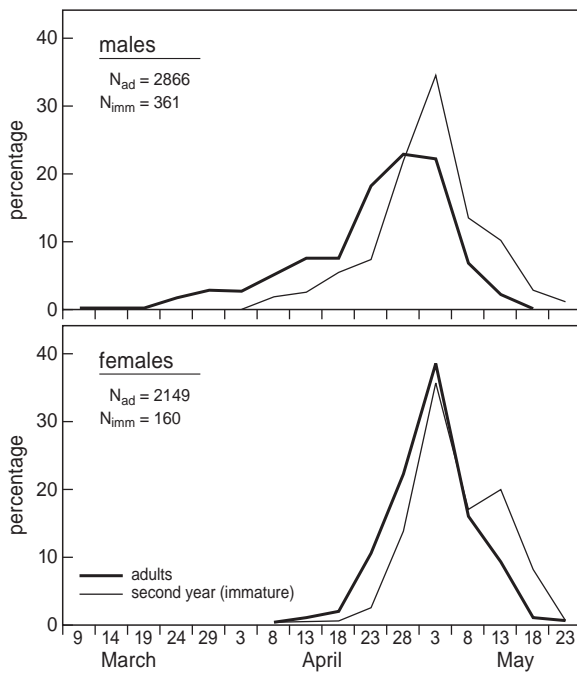 40
males
N_ad = 2866
N_imm = 361
30
percentage
20
10
0
40
females
N_ad = 2149
N_imm = 160
30
percentage
20
10
adults
second year (immature)
0
9 14 19 24 29 3 8 13 18 23 28 3 8 13 18 23
March April May